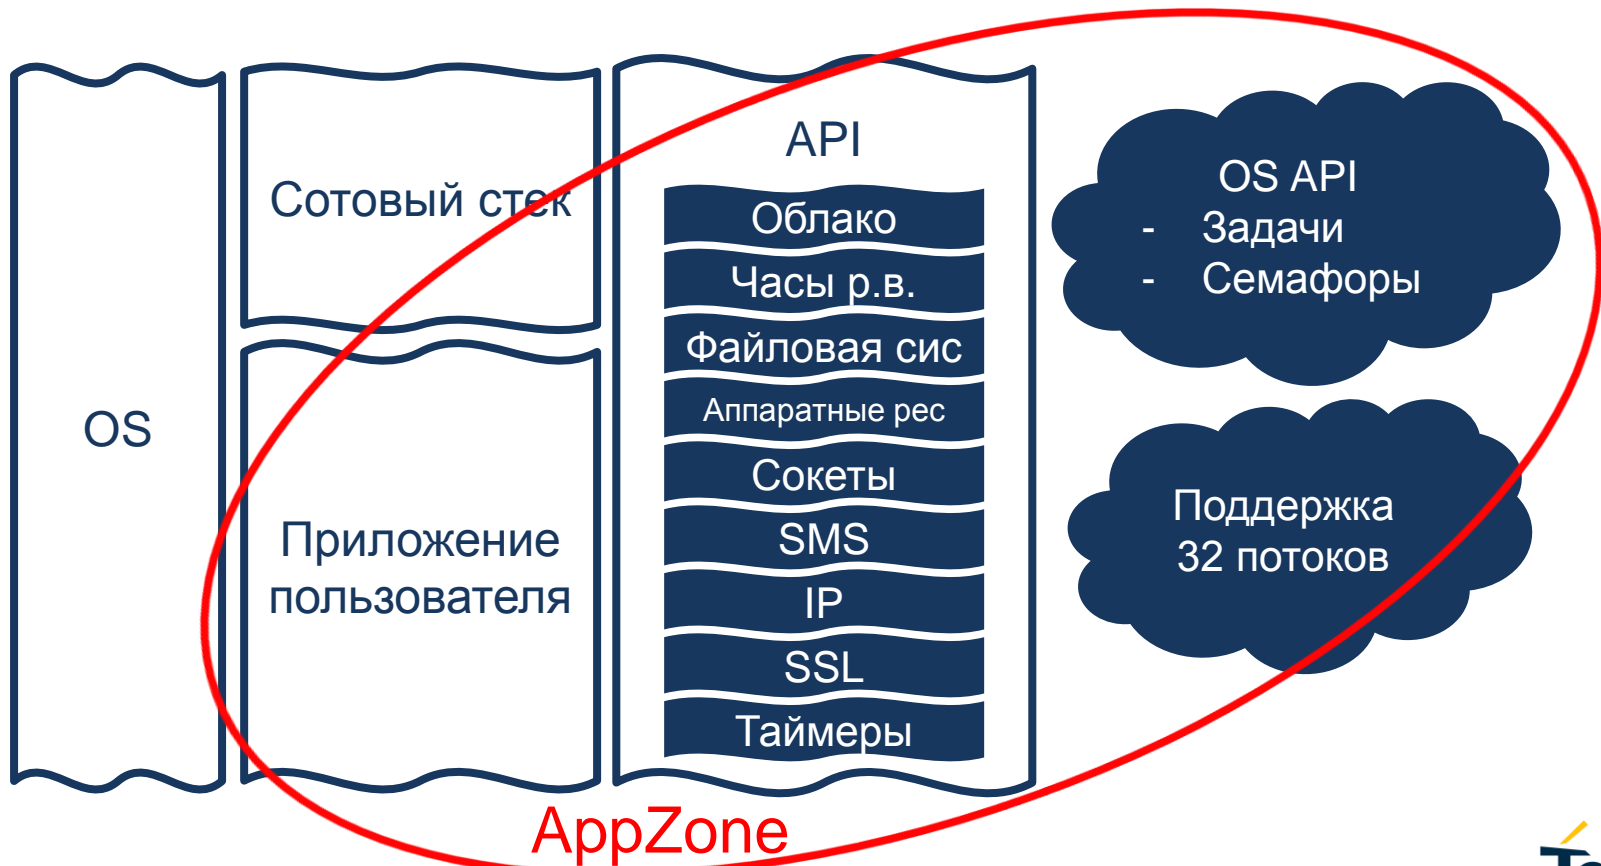 OS
Сотовый стек
Приложение
пользователя
API
Облако
Часы р.в.
Файловая сис
Аппаратные рес
Сокеты
SMS
IP
SSL
Таймеры
OS API
- Задачи
- Семафоры
Поддержка
32 потоков
AppZone